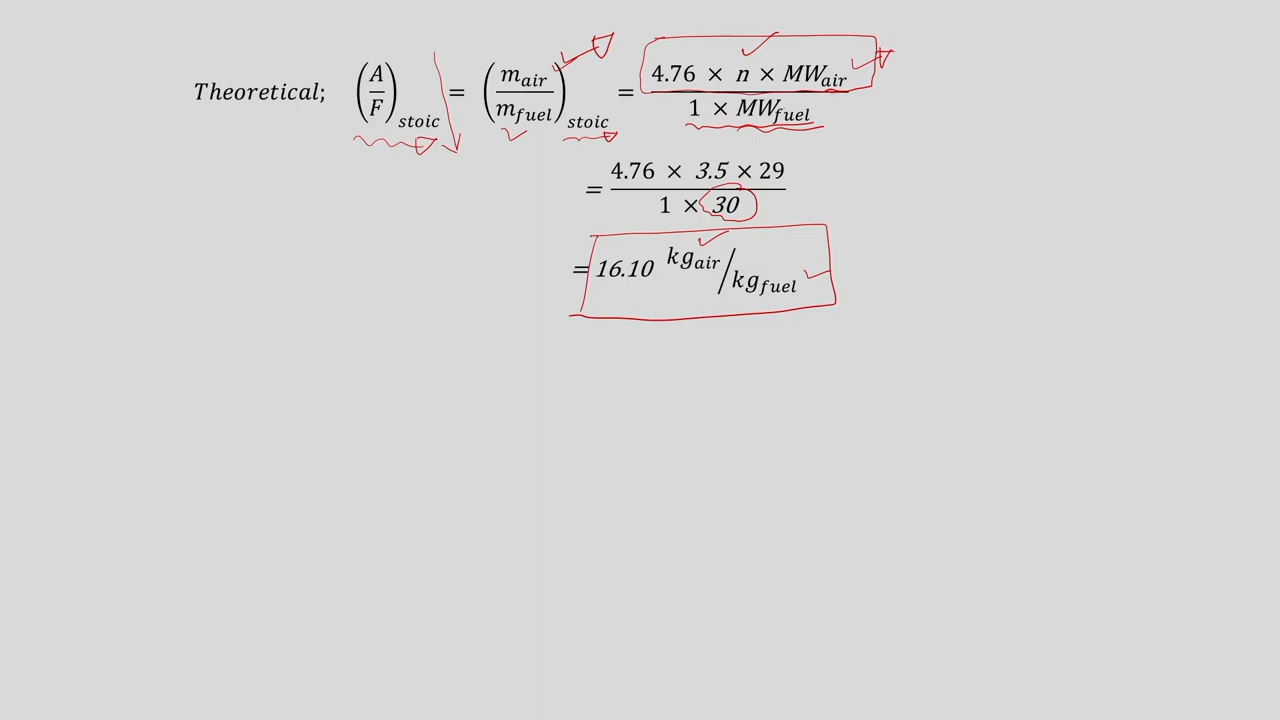 Theoretical; (A/F)stoic = (mair/mfuel)stoic = 4.76 × n × MWair / 1 × MWfuel
= 4.76 × 3.5 × 29 / 1 × 30
= 16.10 kgair/kgfuel